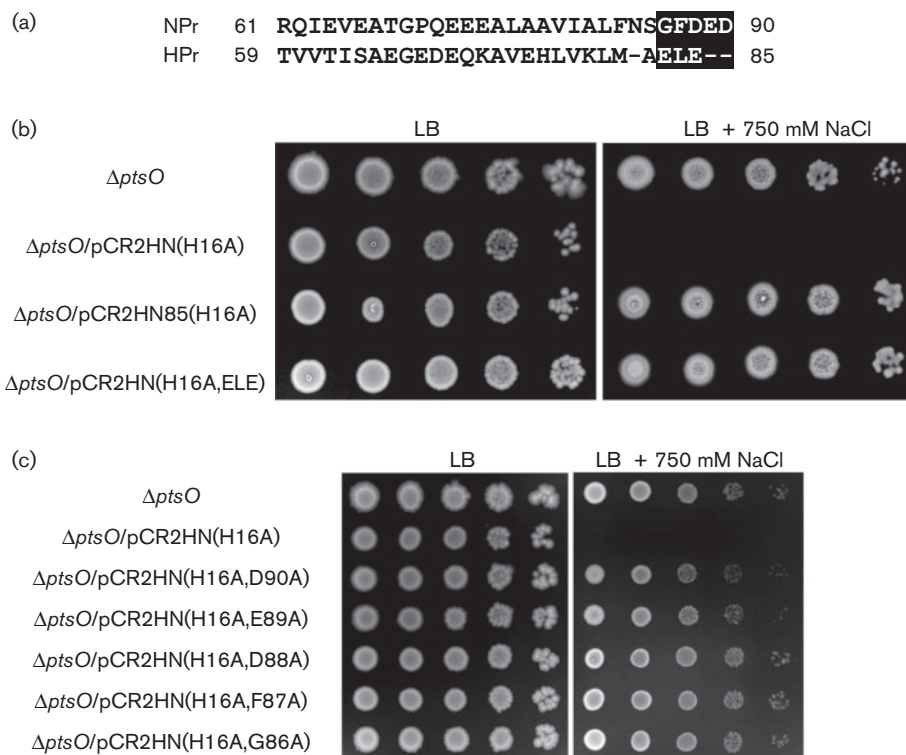 (a)
NPr 61 RQIEVEATGPQEEEALAAVIALFNSGFDED 90
HPr 59 TVVTISAEGEDEQKAVEHLVKLM-AELE-- 85
(b)
LB LB + 750 mM NaCl
ΔptsO
ΔptsO/pCR2HN(H16A)
ΔptsO/pCR2HN85(H16A)
ΔptsO/pCR2HN(H16A,ELE)
(c)
LB LB + 750 mM NaCl
ΔptsO
ΔptsO/pCR2HN(H16A)
ΔptsO/pCR2HN(H16A,D90A)
ΔptsO/pCR2HN(H16A,E89A)
ΔptsO/pCR2HN(H16A,D88A)
ΔptsO/pCR2HN(H16A,F87A)
ΔptsO/pCR2HN(H16A,G86A)